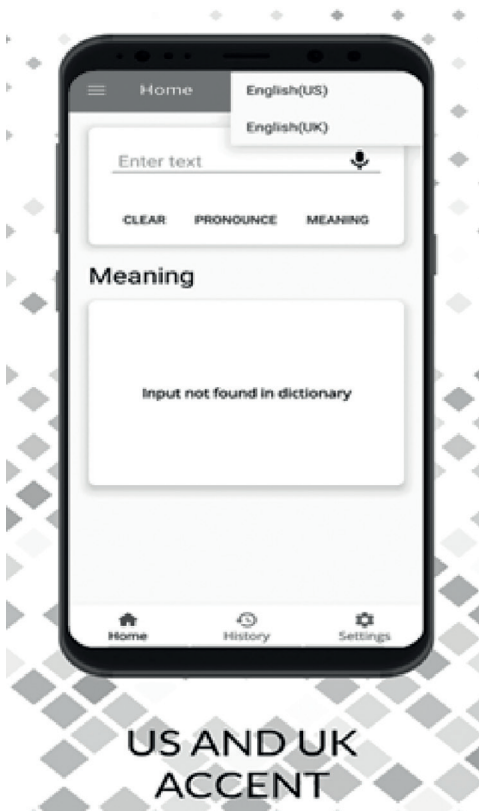 Home
English(US)
English(UK)
Enter text
CLEAR PRONOUNCE MEANING
Meaning
Input not found in dictionary
Home History Settings
US AND UK
ACCENT